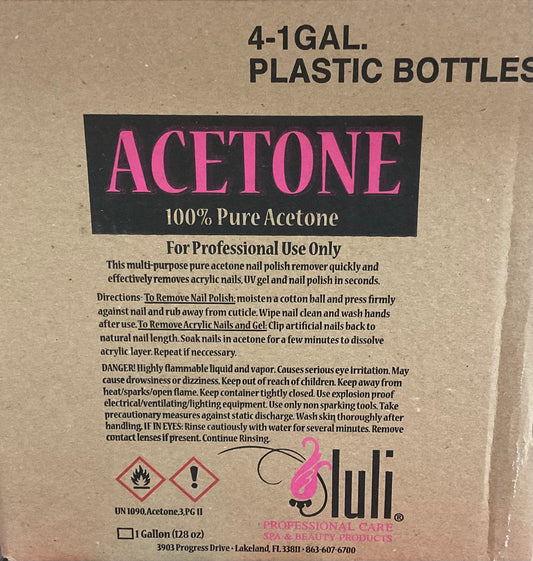 4-1GAL.
PLASTIC BOTTLES
ACETONE
100% Pure Acetone
For Professional Use Only
This multi-purpose pure acetone nail polish remover quickly and
effectively removes acrylic nails, UV gel and nail polish in seconds.
Directions: To Remove Nail Polish: moisten a cotton ball and press firmly
against nail and rub away from cuticle. Wipe nail clean and wash hands
after use. To Remove Acrylic Nails and Gel: Clip artificial nails back to
natural nail length. Soak nails in acetone for a few minutes to dissolve
acrylic layer. Repeat if neccessary.
DANGER! Highly flammable liquid and vapor. Causes serious eye irritation. May
cause drowsiness or dizziness. Keep out of reach of children. Keep away from
heat/sparks/open flame. Keep container tightly closed. Use explosion proof
electrical/ventilating/lighting equipment. Use only non sparking tools. Take
precautionary measures against static discharge. Wash skin thoroughly after
handling. IF IN EYES: Rinse cautiously with water for several minutes. Remove
contact lenses if present. Continue Rinsing.
luli®
UN 1090, Acetone, 3, PG II
PROFESSIONAL CARE
SPA & BEAUTY PRODUCTS
1 Gallon (128 oz)
3903 Progress Drive • Lakeland, FL 33811 • 863-607-6700